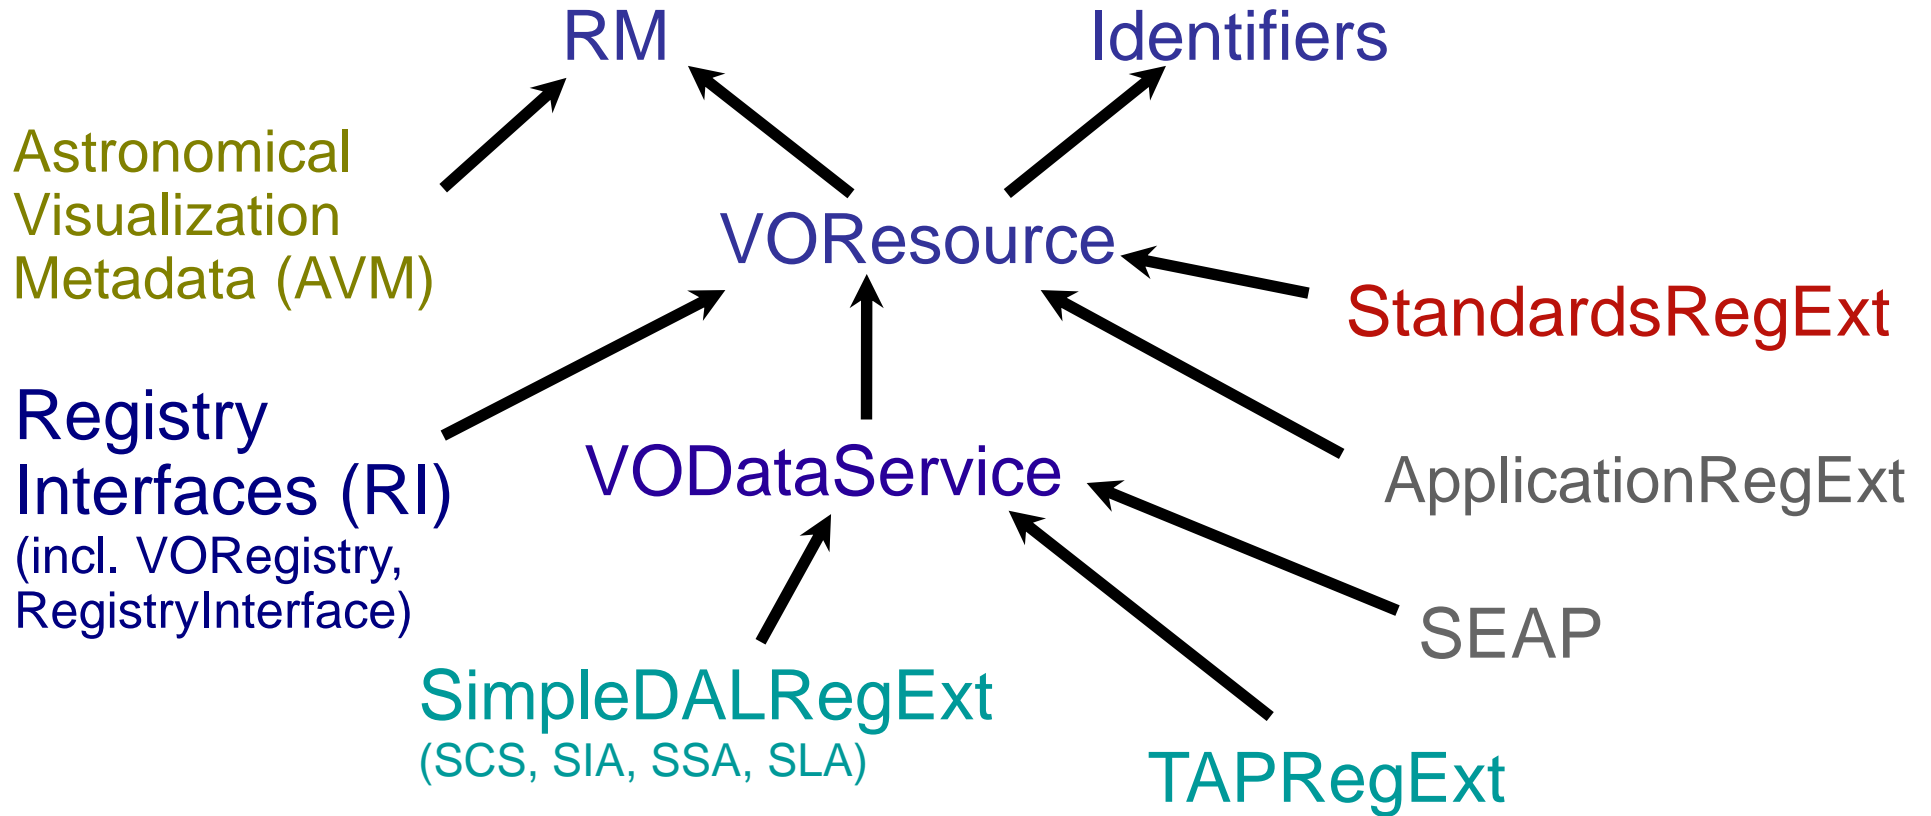 RM
Identifiers
Astronomical
Visualization
Metadata (AVM)
VOResource
StandardsRegExt
Registry
Interfaces (RI)
(incl. VORegistry,
RegistryInterface)
VODataService
ApplicationRegExt
SEAP
SimpleDALRegExt
(SCS, SIA, SSA, SLA)
TAPRegExt